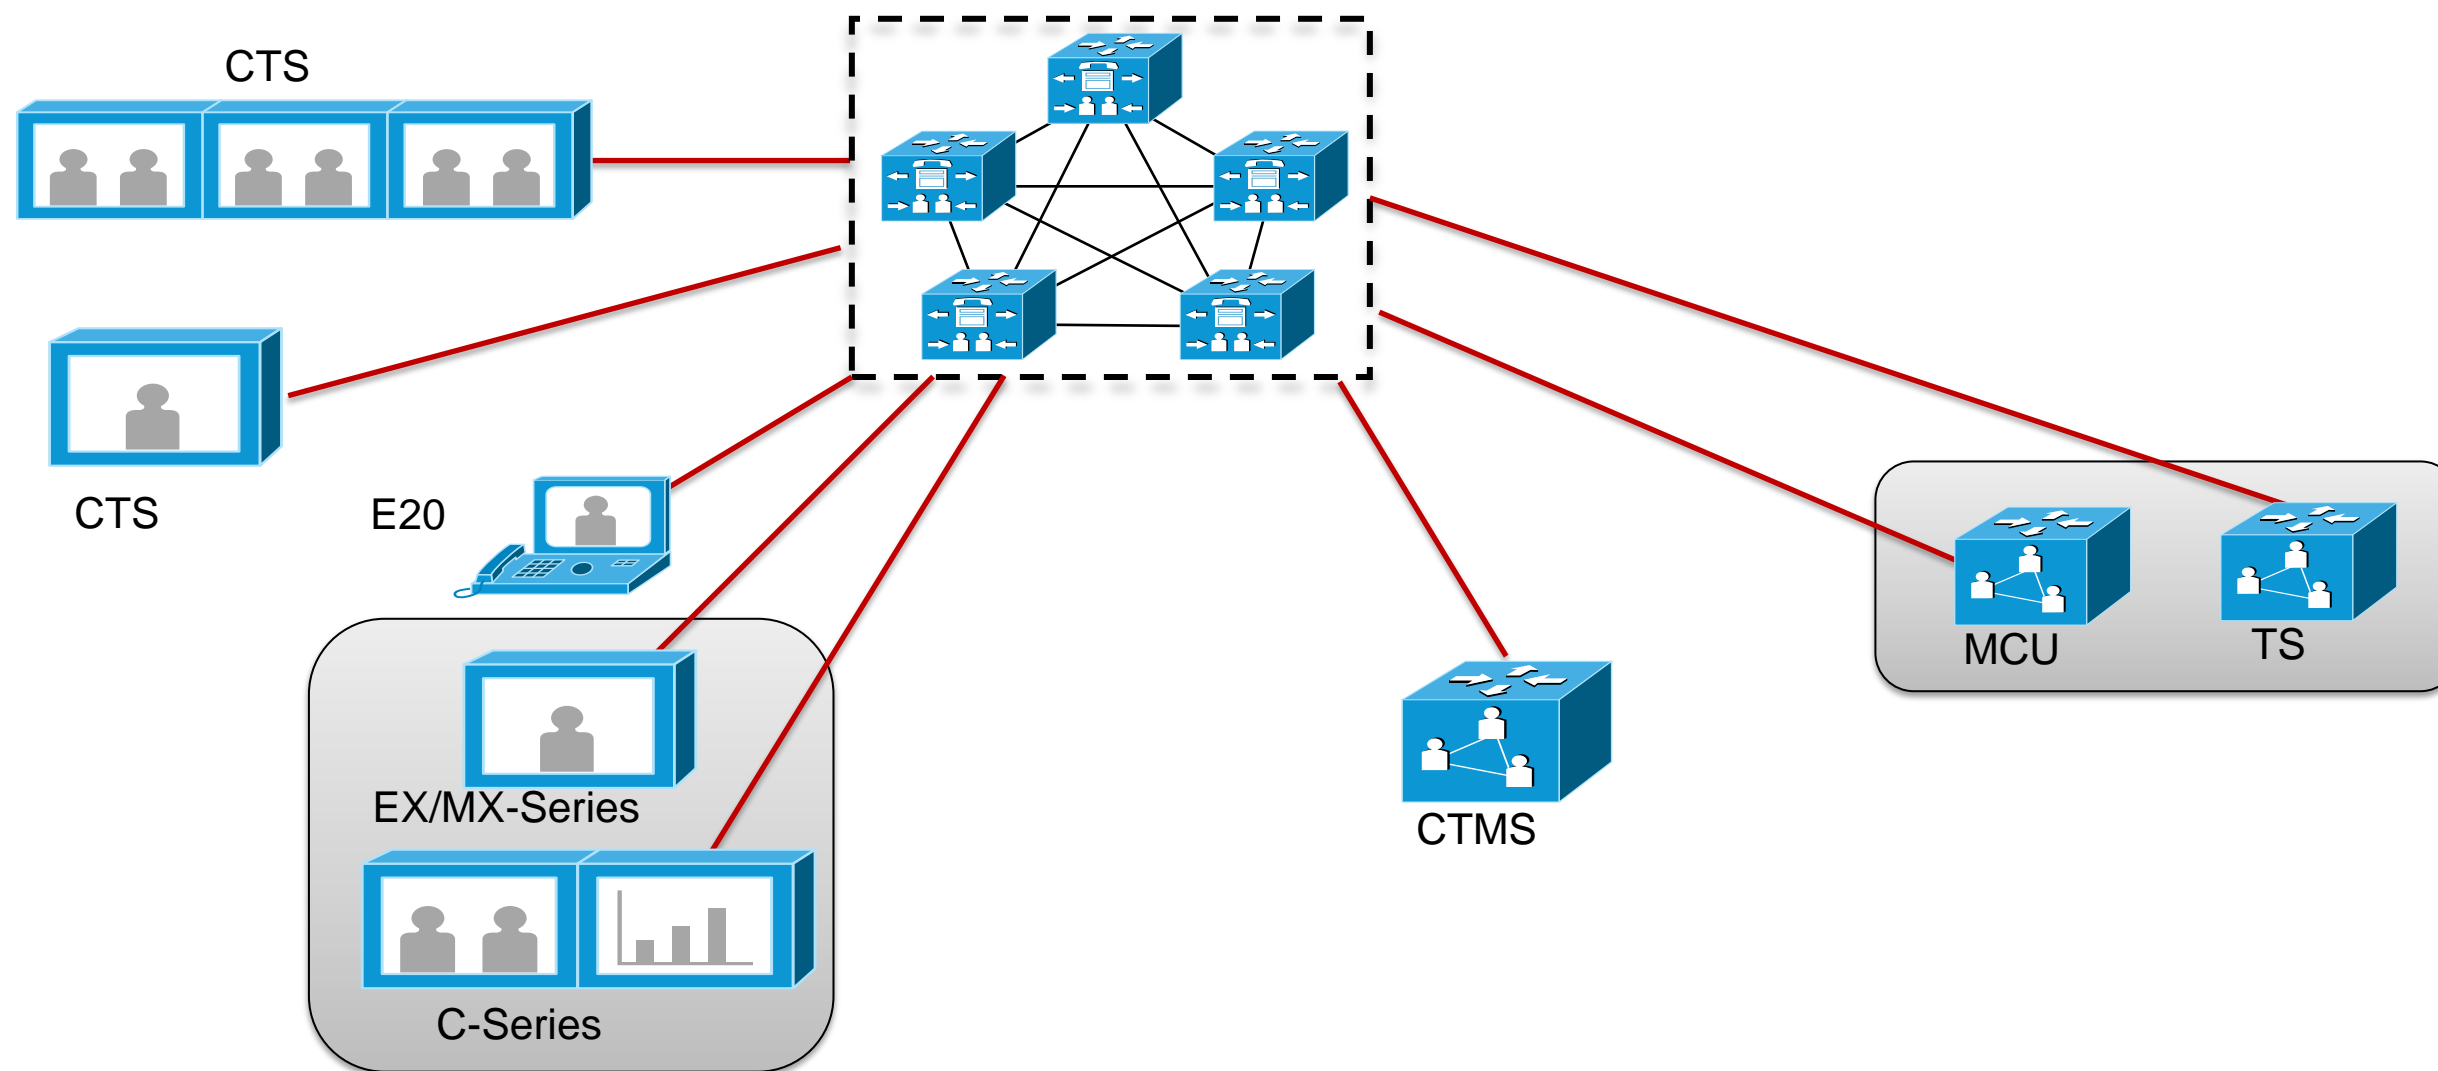 CTS
CTS
E20
EX/MX-Series
C-Series
CTMS
MCU
TS